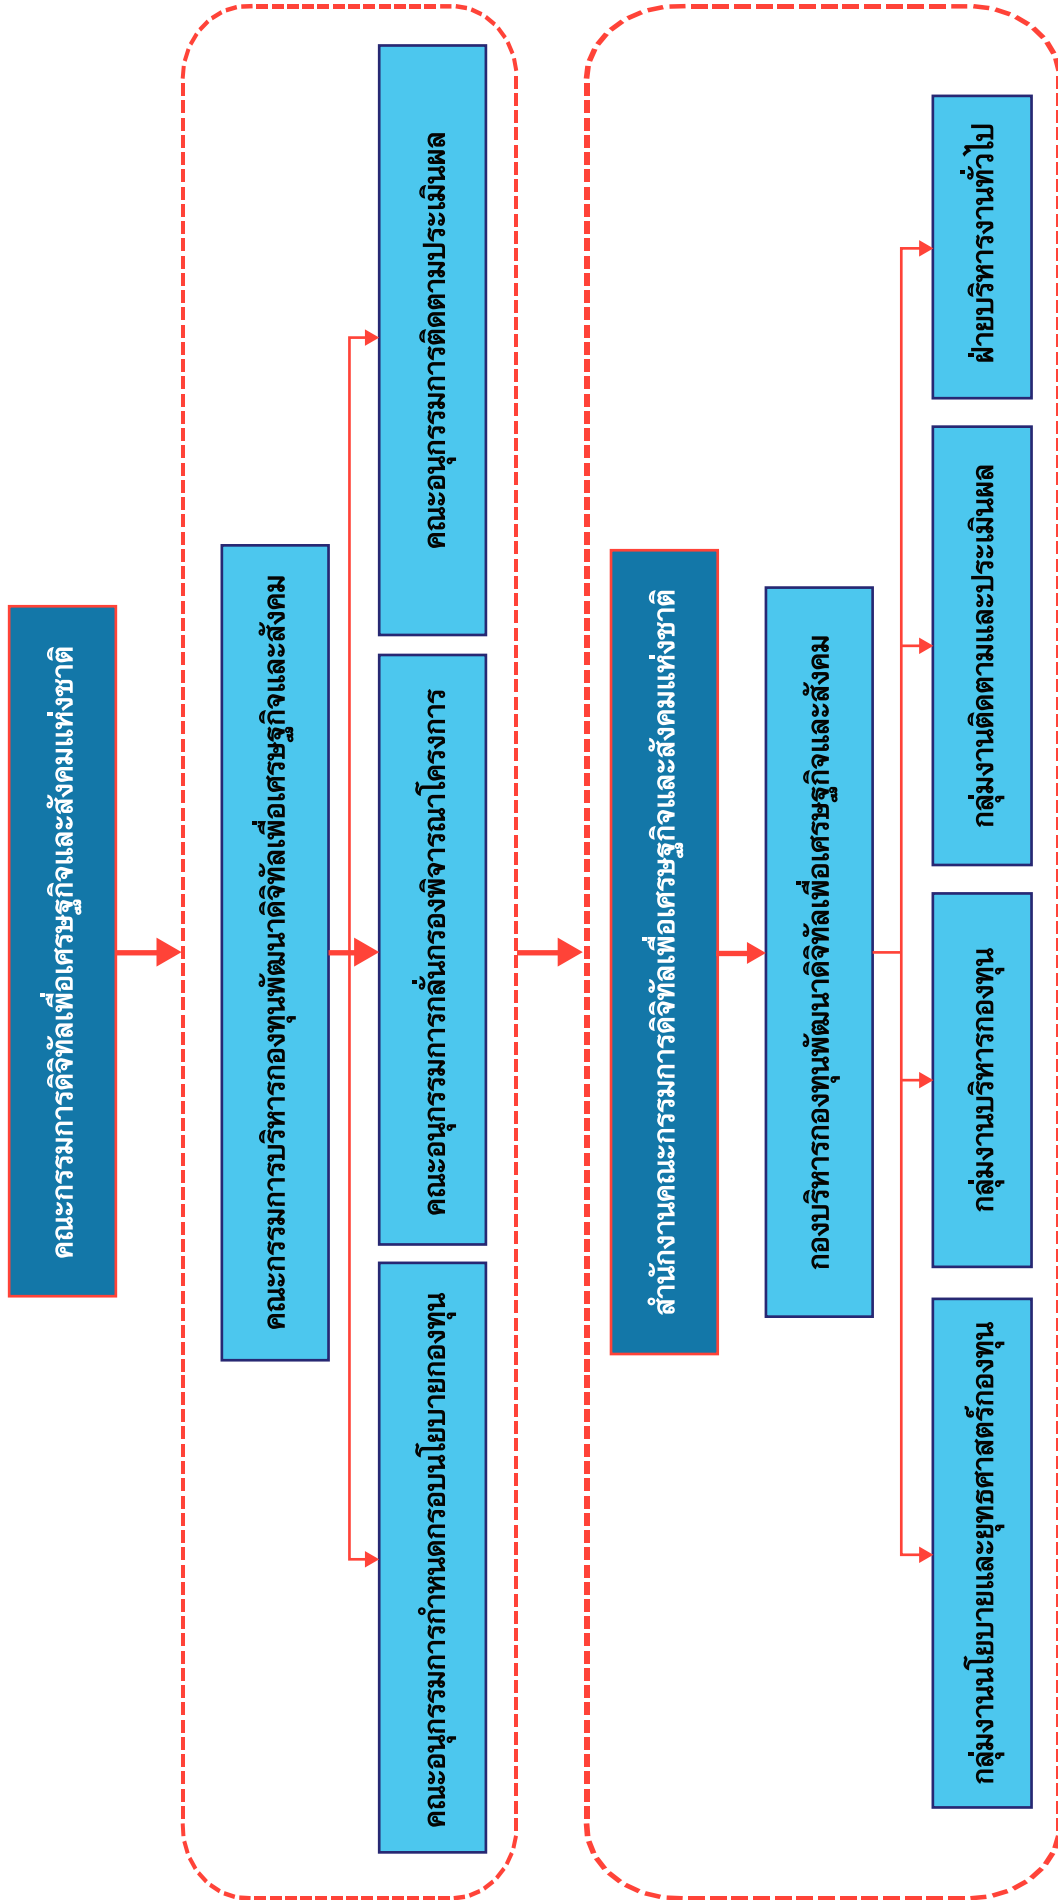 คณะกรรมการดิจิทัลเพื่อเศรษฐกิจและสังคมแห่งชาติ
คณะกรรมการบริหารกองทุนพัฒนาดิจิทัลเพื่อเศรษฐกิจและสังคม
คณะอนุกรรมการกำหนดกรอบนโยบายกองทุน
คณะอนุกรรมการกลั่นกรองพิจารณาโครงการ
คณะอนุกรรมการติดตามประเมินผล
สำนักงานคณะกรรมการดิจิทัลเพื่อเศรษฐกิจและสังคมแห่งชาติ
กองบริหารกองทุนพัฒนาดิจิทัลเพื่อเศรษฐกิจและสังคม
กลุ่มงานนโยบายและยุทธศาสตร์กองทุน
กลุ่มงานบริหารกองทุน
กลุ่มงานติดตามและประเมินผล
ฝ่ายบริหารงานทั่วไป